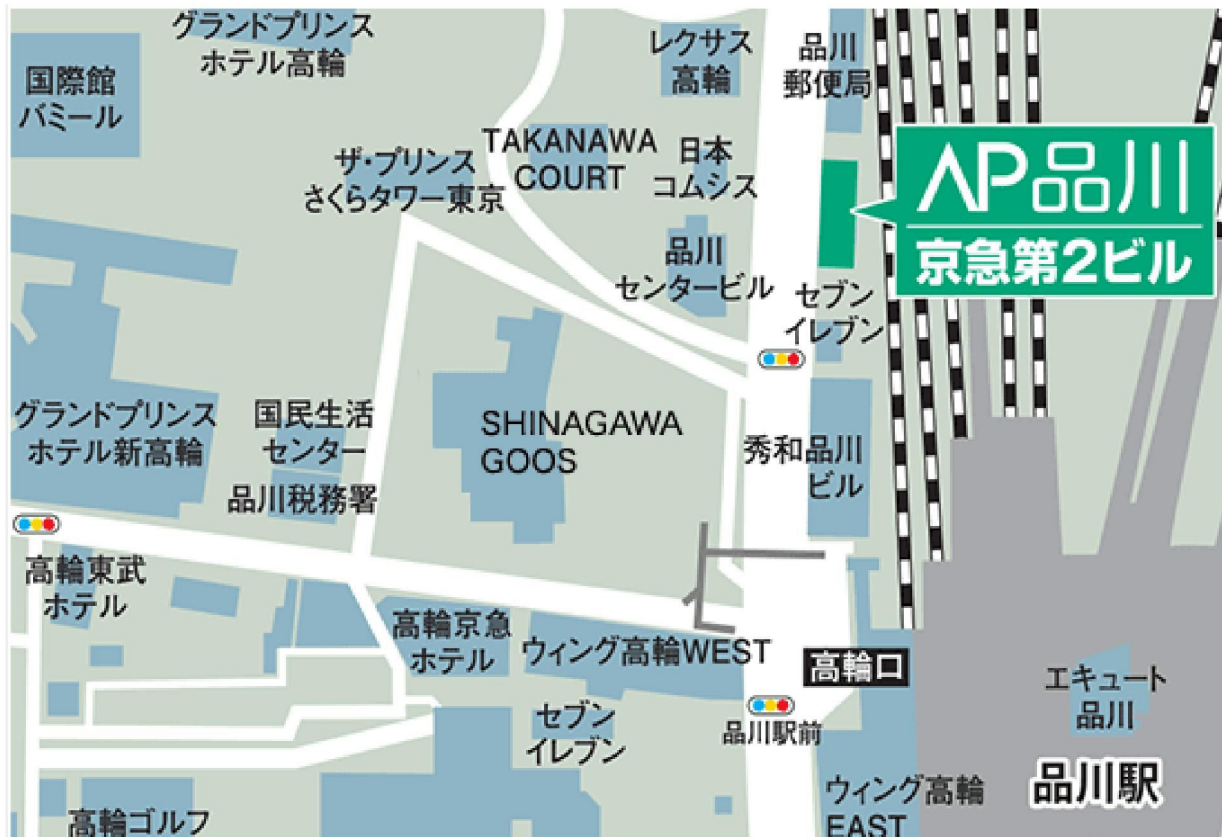 グランドプリンス
ホテル高輪
レクサス
高輪
品川
郵便局
国際館
パミール
AP品川
京急第2ビル
TAKANAWA
COURT
日本
コムシス
ザ・プリンス
さくらタワー東京
品川
センタービル
セブン
イレブン
グランドプリンス
ホテル新高輪
国民生活
センター
SHINAGAWA
GOOS
秀和品川
ビル
品川税務署
高輪東武
ホテル
高輪京急
ホテル
ウィング高輪WEST
高輪口
エキュート
品川
セブン
イレブン
品川駅前
ウィング高輪
EAST
品川駅
高輪ゴルフ